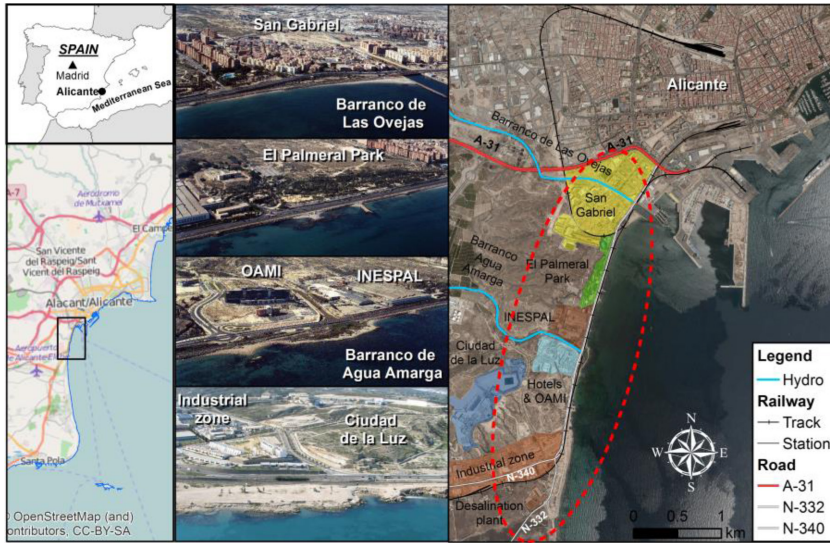 SPAIN
Madrid
Alicante
Mediterranean Sea
A-7
Aeródromo
de Mutxamel
El Campe
San Vicente
del Raspeig/Sant
Vicent del
Raspeig
Alacant/Alicante
Aeropuerto
Santa Pola
OpenStreetMap (and)
ontributors, CC-BY-SA
San Gabriel
Barranco de
Las Ovejas
El Palmeral Park
OAMI
INESPAL
Barranco de
Agua Amarga
Industrial
zone
Ciudad
de la Luz
Alicante
Barranco de Las Ovejas
A-31
A-31
San
Gabriel
Barranco
Agua
Amarga
El Palmeral
Park
INESPAL
Ciudad
de la Luz
Hotels
& OAMI
Industrial zone
N-340
Desalination
plant
N-332
N
W
E
S
0
0.5
1
km
Legend
Hydro
Railway
Track
Station
Road
A-31
N-332
N-340